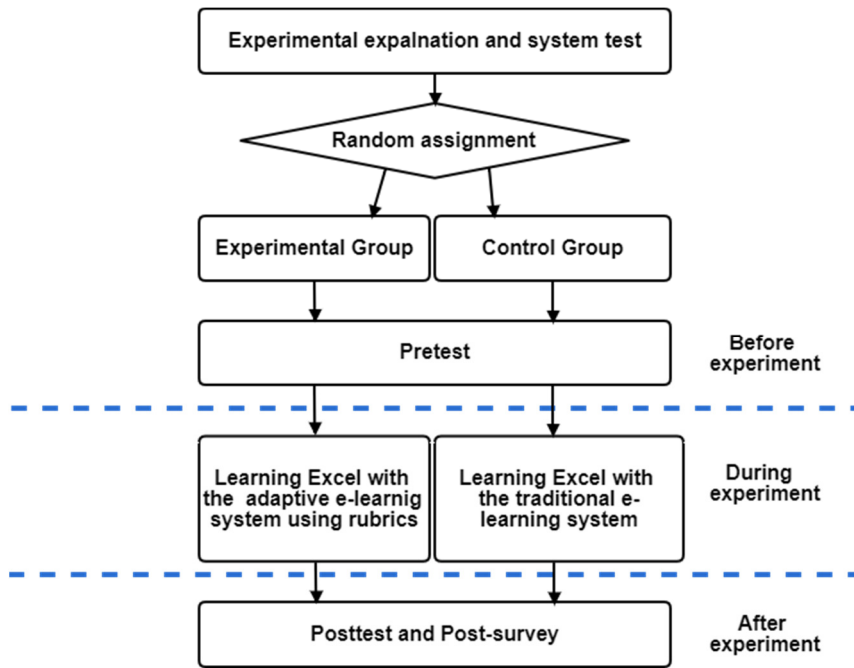 Experimental expalnation and system test
Random assignment
Experimental Group
Control Group
Pretest
Before
experiment
Learning Excel with
the adaptive e-learnig
system using rubrics
Learning Excel with
the traditional e-
learning system
During
experiment
Posttest and Post-survey
After
experiment